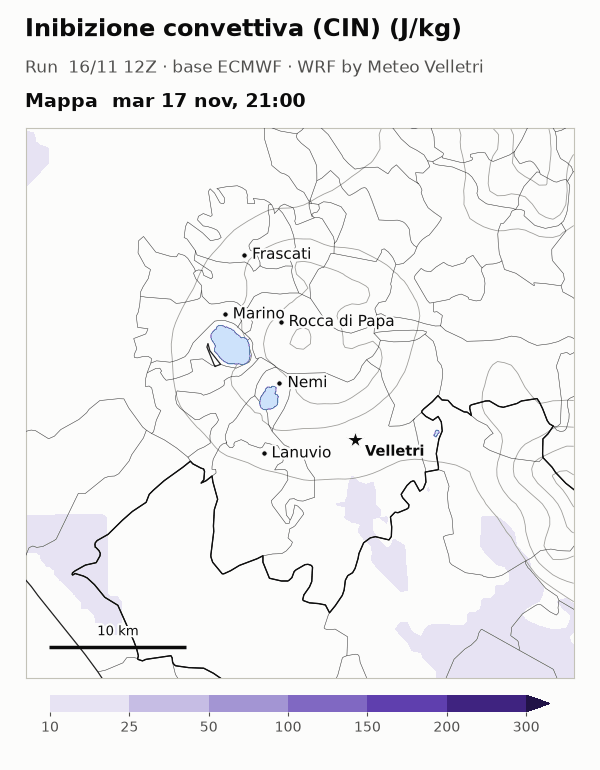 Inibizione convettiva (CIN) (J/kg)
Run 16/11 12Z · base ECMWF · WRF by Meteo Velletri
Mappa mar 17 nov, 21:00
Frascati
Marino
Rocca di Papa
Nemi
Velletri
Lanuvio
10 km
10 25 50 100 150 200 300